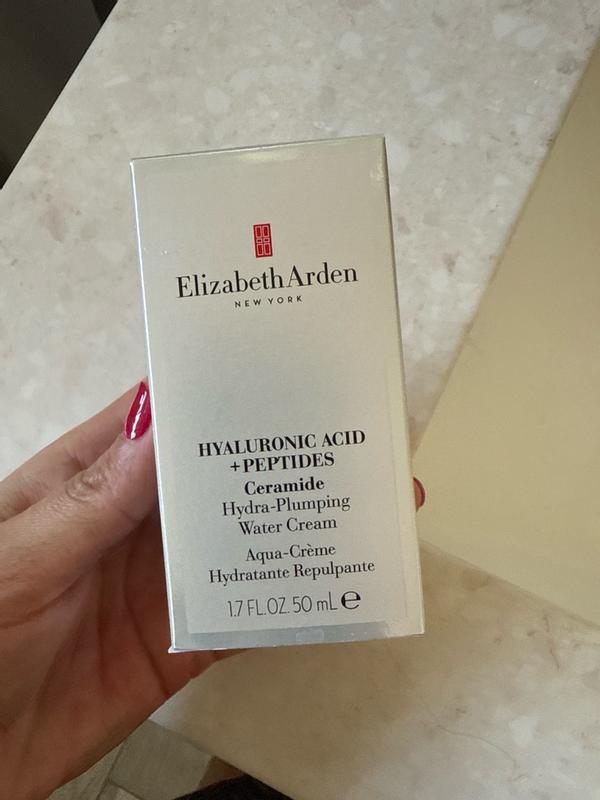 Elizabeth Arden
NEW YORK
HYALURONIC ACID
+PEPTIDES
Ceramide
Hydra-Plumping
Water Cream
Aqua-Crème
Hydratante Repulpante
1.7 FL.OZ. 50 mL ℮